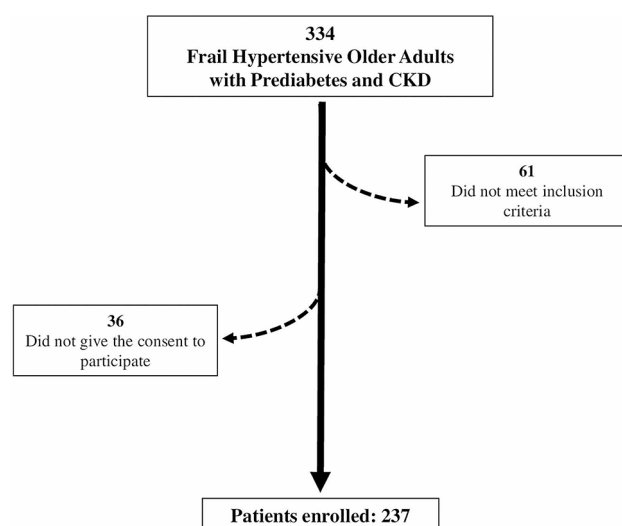 334
Frail Hypertensive Older Adults
with Prediabetes and CKD
61
Did not meet inclusion
criteria
36
Did not give the consent to
participate
Patients enrolled: 237